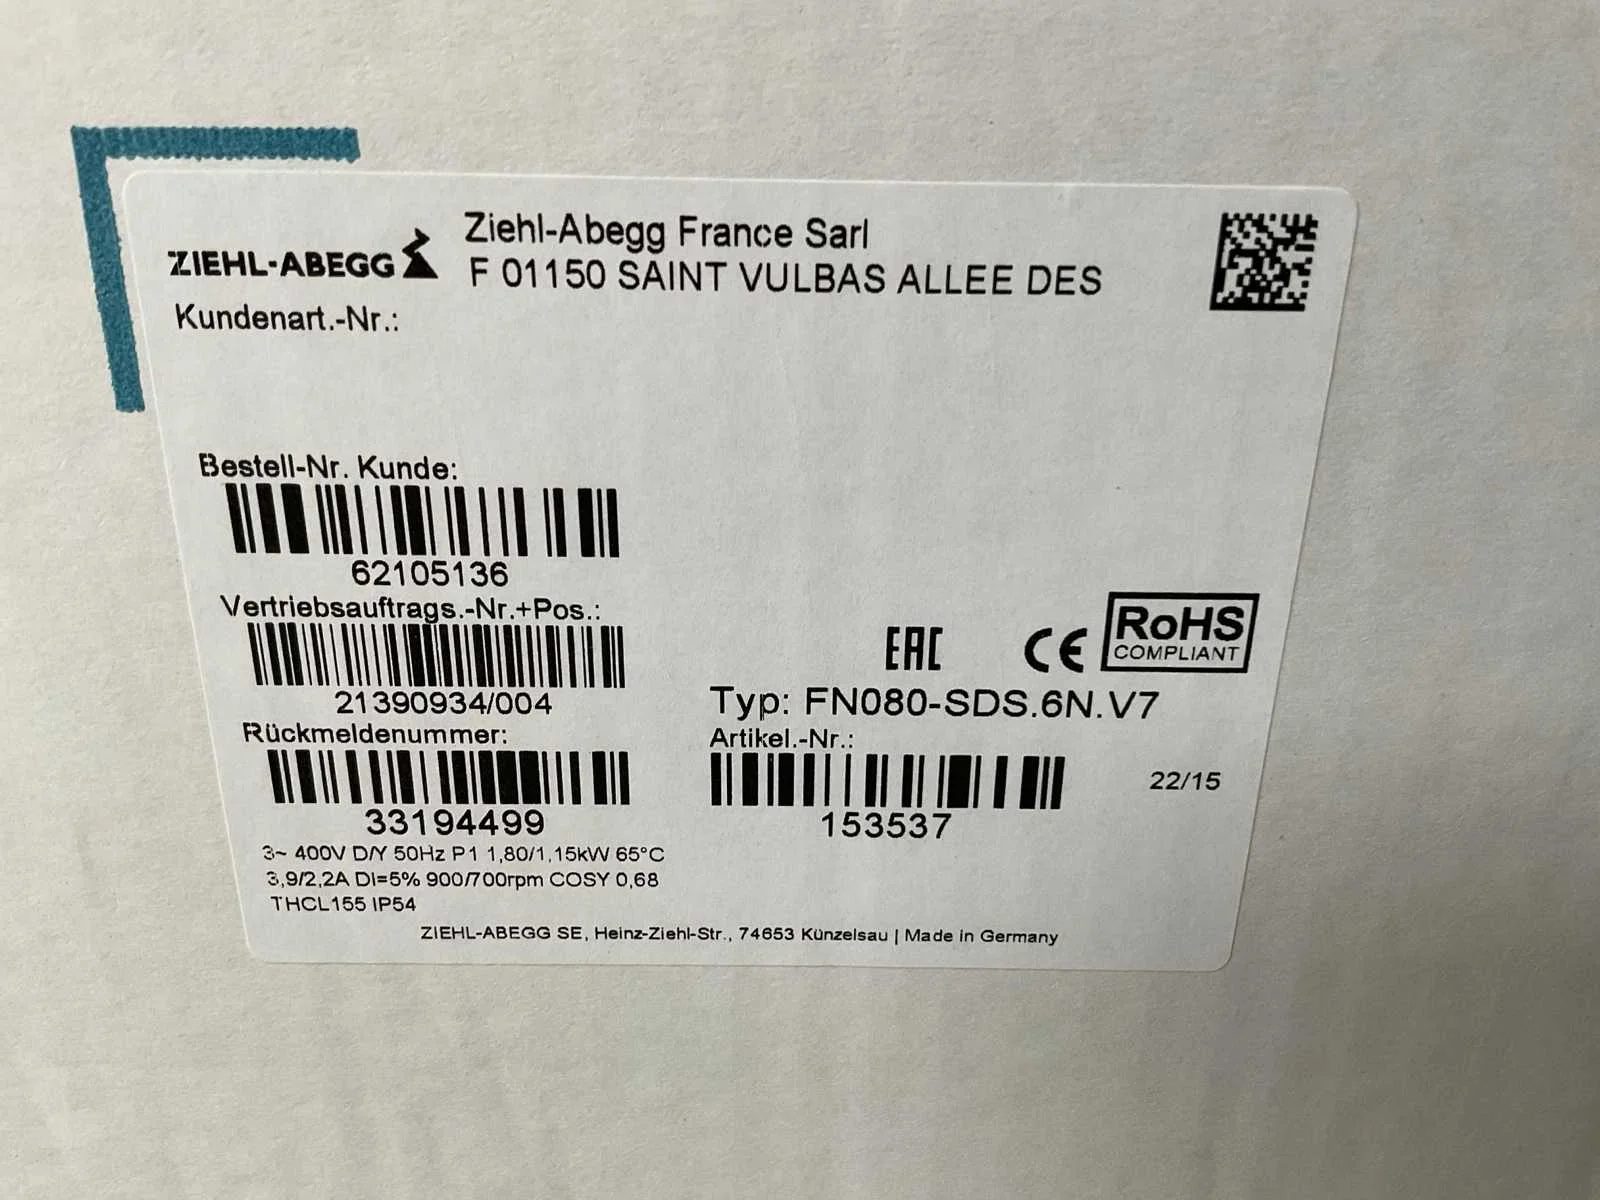 ZIEHL-ABEGG
Ziehl-Abegg France Sarl
F 01150 SAINT VULBAS ALLEE DES
Kundenart.-Nr.:
Bestell-Nr. Kunde:
62105136
Vertriebsauftrags.-Nr.+Pos.:
21390934/004
Rückmeldenummer:
33194499
EAC CE RoHS
COMPLIANT
Typ: FN080-SDS.6N.V7
Artikel.-Nr.:
153537
22/15
3~ 400V D/Y 50Hz P1 1,80/1,15kW 65°C
3,9/2,2A DI=5% 900/700rpm COSY 0,68
THCL155 IP54
ZIEHL-ABEGG SE, Heinz-Ziehl-Str., 74653 Künzelsau | Made in Germany